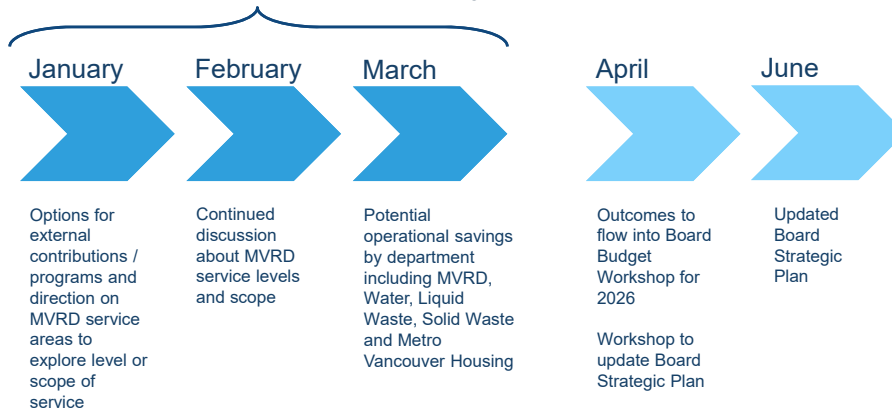 January
Options for
external
contributions /
programs and
direction on
MVRD service
areas to
explore level or
scope of
service
February
Continued
discussion
about MVRD
service levels
and scope
March
Potential
operational savings
by department
including MVRD,
Water, Liquid
Waste, Solid Waste
and Metro
Vancouver Housing
April
Outcomes to
flow into Board
Budget
Workshop for
2026
Workshop to
update Board
Strategic Plan
June
Updated
Board
Strategic
Plan